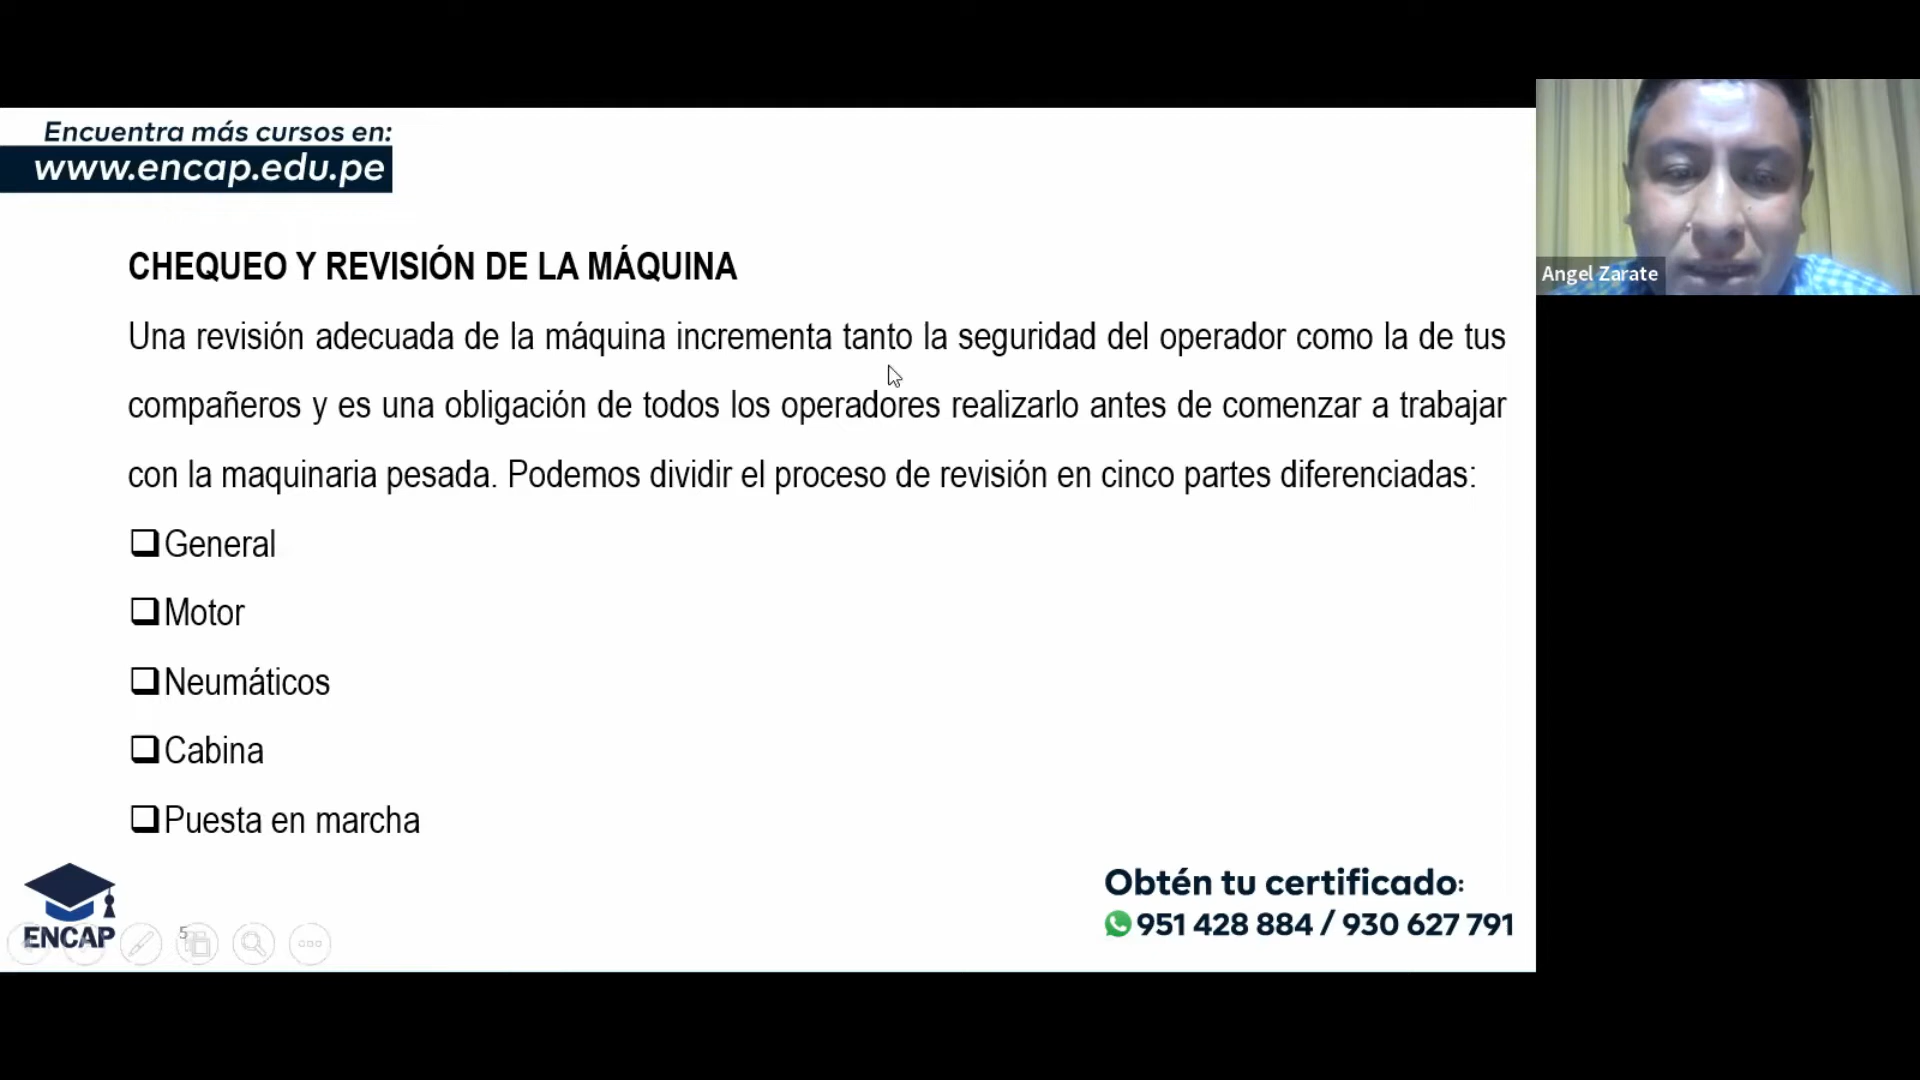 Encuentra más cursos en:
www.encap.edu.pe
CHEQUEO Y REVISIÓN DE LA MÁQUINA
Una revisión adecuada de la máquina incrementa tanto la seguridad del operador como la de tus
compañeros y es una obligación de todos los operadores realizarlo antes de comenzar a trabajar
con la maquinaria pesada. Podemos dividir el proceso de revisión en cinco partes diferenciadas:
General
Motor
Neumáticos
Cabina
Puesta en marcha
ENCAP
5
Obtén tu certificado:
951 428 884 / 930 627 791
Angel Zarate